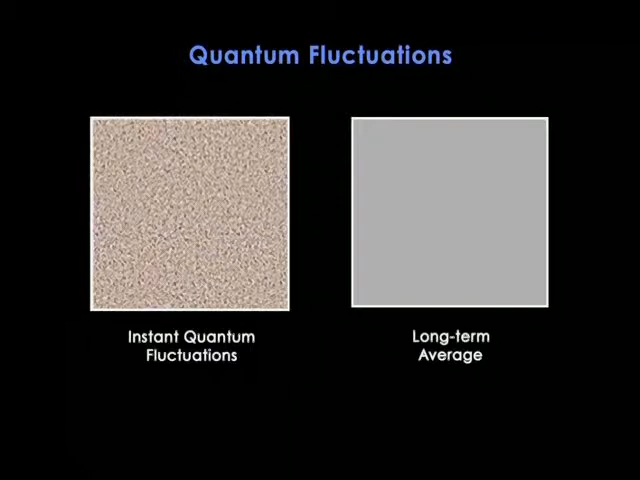 Quantum Fluctuations
Instant Quantum
Fluctuations
Long-term
Average